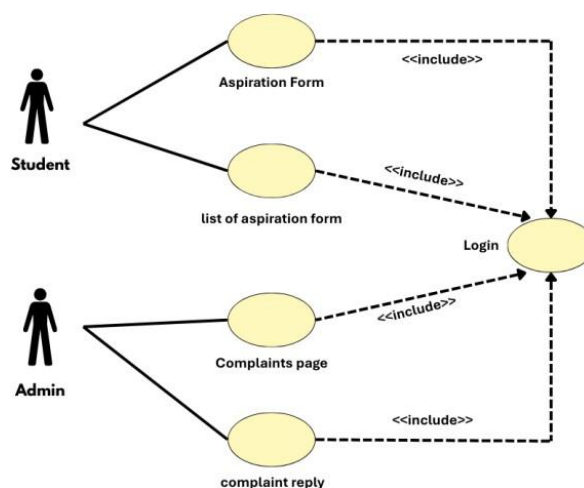 <<include>>
Aspiration Form
Student
<<include>>
list of aspiration form
Login
<<include>>
Complaints page
Admin
<<include>>
complaint reply